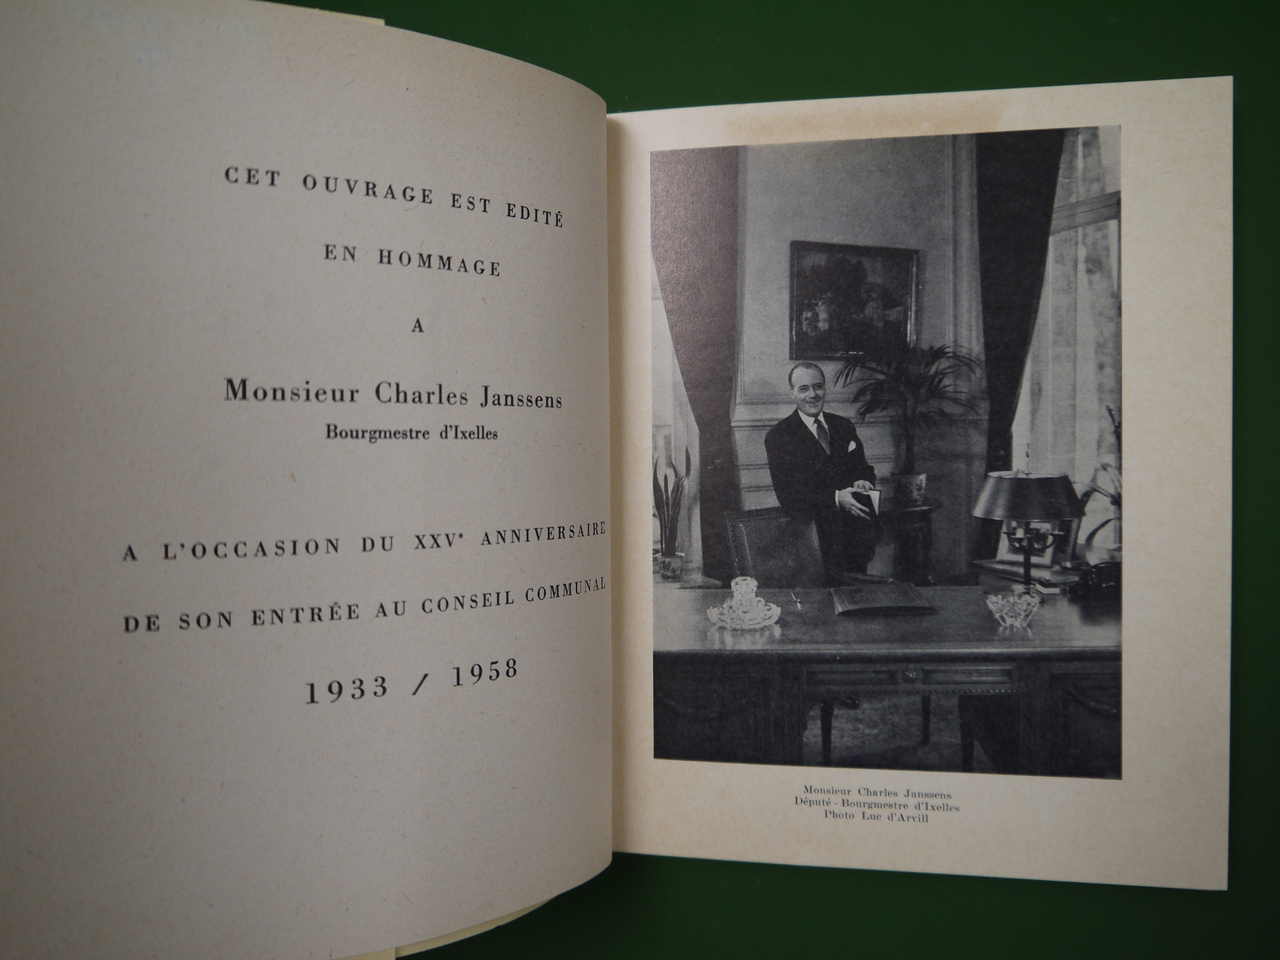 CET OUVRAGE EST EDITÉ
EN HOMMAGE
A
Monsieur Charles Janssens
Bourgmestre d'Ixelles
A L'OCCASION DU XXVe ANNIVERSAIRE
DE SON ENTRÉE AU CONSEIL COMMUNAL
1933 / 1958
Monsieur Charles Janssens
Député - Bourgmestre d'Ixelles
Photo Luc d'Arvill